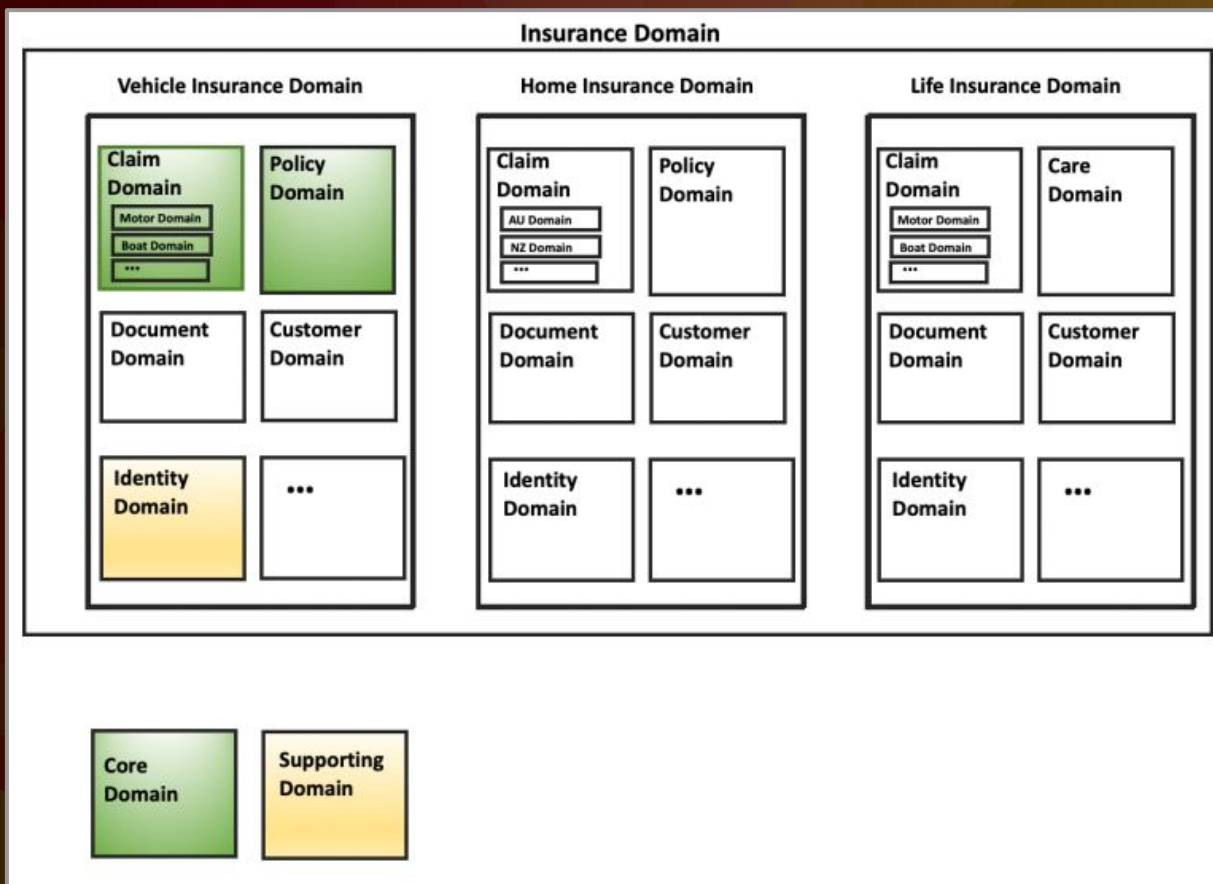 Insurance Domain
Vehicle Insurance Domain
Claim
Domain
Motor Domain
Boat Domain
...
Policy
Domain
Document
Domain
Customer
Domain
Identity
Domain
...
Home Insurance Domain
Claim
Domain
AU Domain
NZ Domain
...
Policy
Domain
Document
Domain
Customer
Domain
Identity
Domain
...
Life Insurance Domain
Claim
Domain
Motor Domain
Boat Domain
...
Care
Domain
Document
Domain
Customer
Domain
Identity
Domain
...
Core
Domain
Supporting
Domain